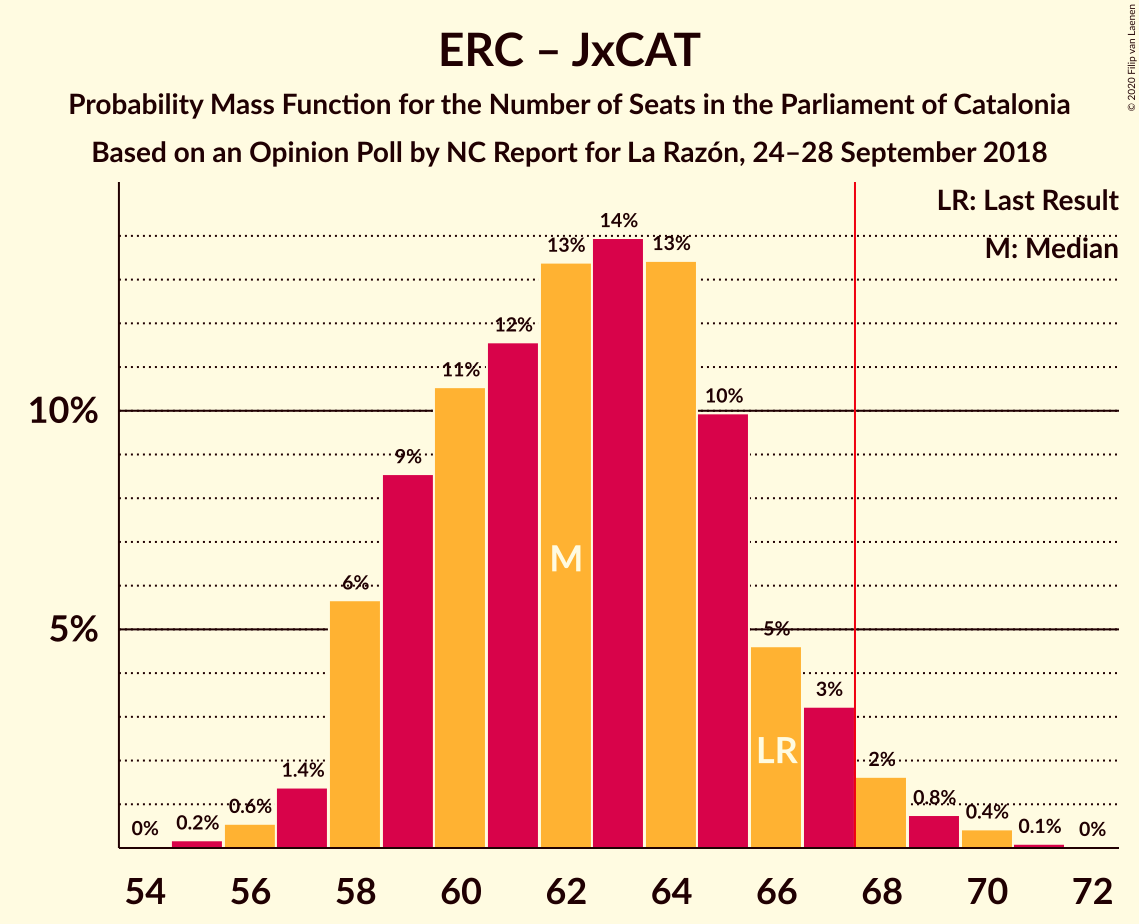 ERC – JxCAT
Probability Mass Function for the Number of Seats in the Parliament of Catalonia
Based on an Opinion Poll by NC Report for La Razón, 24–28 September 2018
© 2020 Filip van Laenen
LR: Last Result
M: Median
10%
5%
0%
0.2%
0.6%
1.4%
6%
9%
11%
12%
13%
14%
13%
10%
5%
3%
2%
0.8%
0.4%
0.1%
0%
M
LR
54 56 58 60 62 64 66 68 70 72